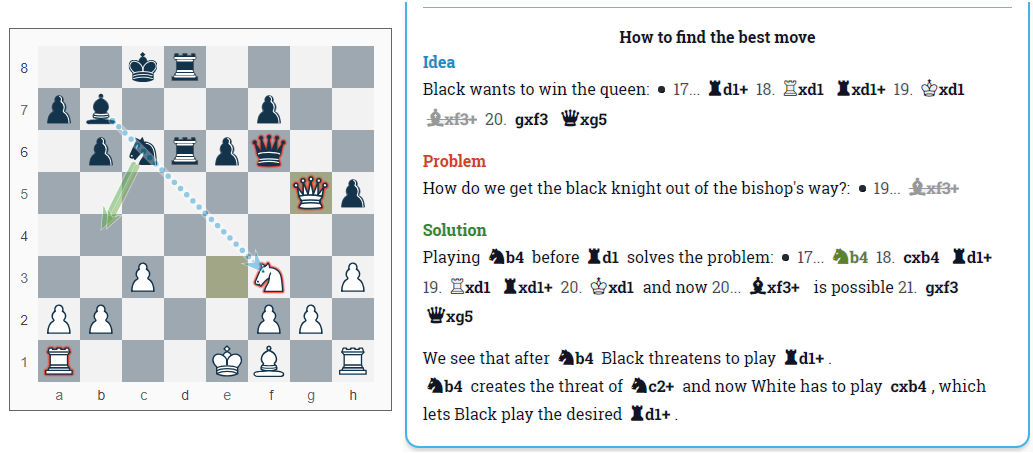 8
7
6
5
4
3
2
1
a b c d e f g h
How to find the best move
Idea
Black wants to win the queen: ● 17... ♜d1+ 18. ♖xd1 ♜xd1+ 19. ♔xd1
♝xf3+ 20. gxf3 ♛xg5
Problem
How do we get the black knight out of the bishop's way?: ● 19... ♝xf3+
Solution
Playing ♞b4 before ♜d1 solves the problem: ● 17... ♞b4 18. cxb4 ♜d1+
19. ♖xd1 ♜xd1+ 20. ♔xd1 and now 20... ♝xf3+ is possible 21. gxf3
♛xg5
We see that after ♞b4 Black threatens to play ♜d1+ .
♞b4 creates the threat of ♞c2+ and now White has to play cxb4 , which
lets Black play the desired ♜d1+ .